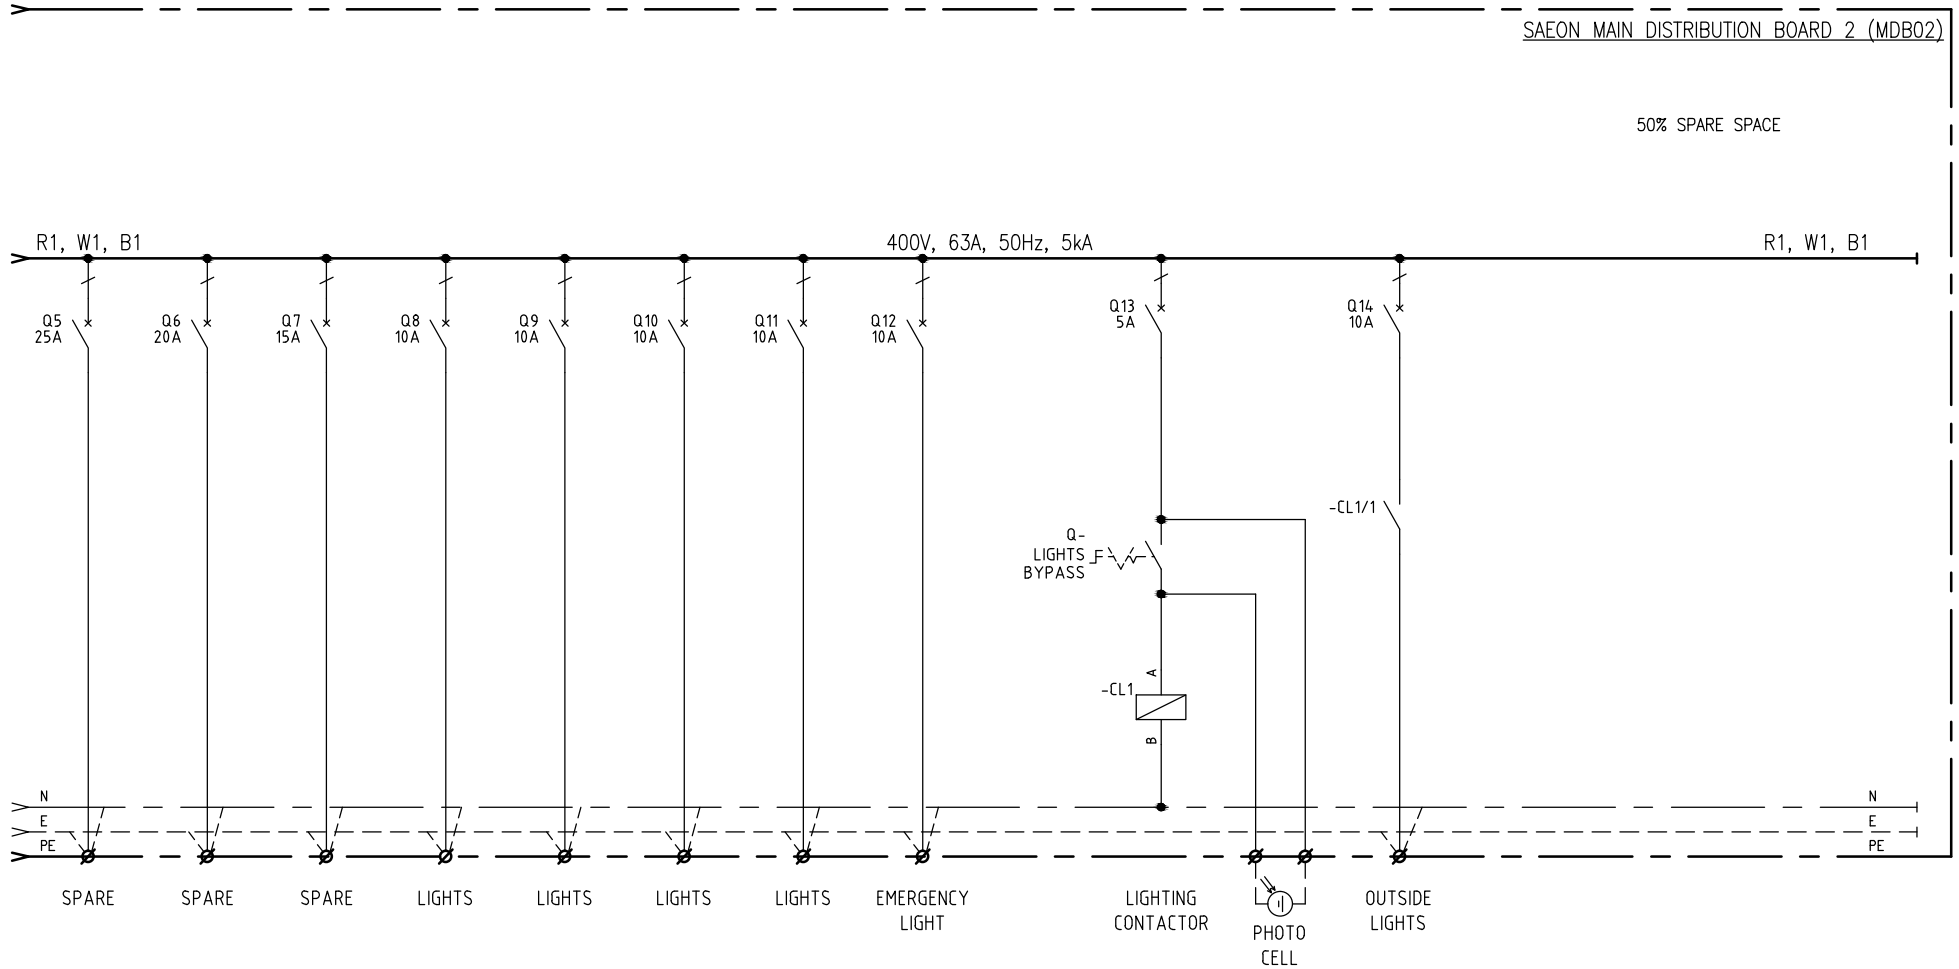 SAEON MAIN DISTRIBUTION BOARD 2 (MDB02)
50% SPARE SPACE
R1, W1, B1
400V, 63A, 50Hz, 5kA
R1, W1, B1
Q5
25A
Q6
20A
Q7
15A
Q8
10A
Q9
10A
Q10
10A
Q11
10A
Q12
10A
Q13
5A
Q14
10A
-CL1/1
Q-
LIGHTS
BYPASS
A
-CL1
B
N
E
PE
N
E
PE
SPARE
SPARE
SPARE
LIGHTS
LIGHTS
LIGHTS
LIGHTS
EMERGENCY
LIGHT
LIGHTING
CONTACTOR
PHOTO
CELL
OUTSIDE
LIGHTS